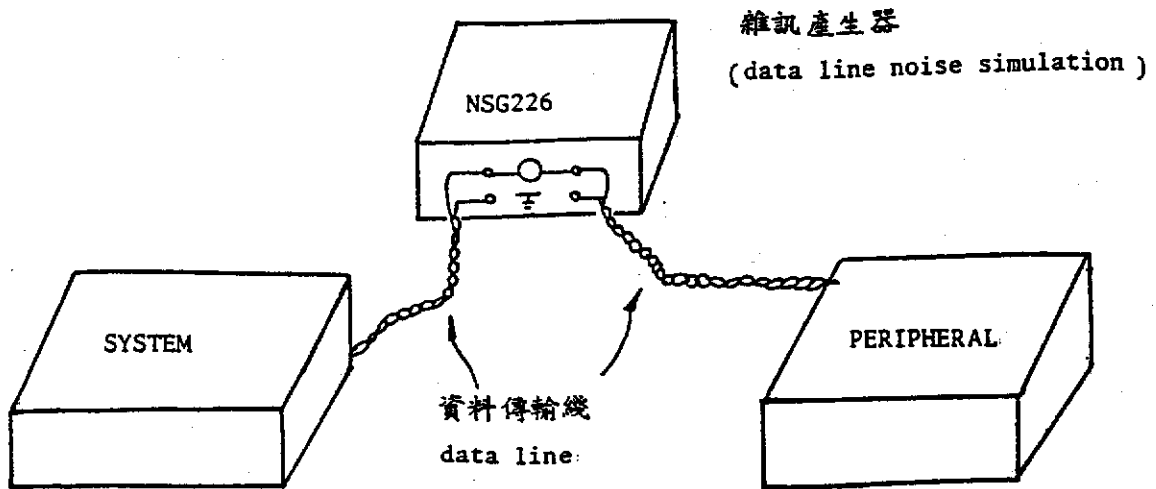 雜訊產生器
(data line noise simulation)
NSG226
SYSTEM
PERIPHERAL
資料傳輸綫
data line